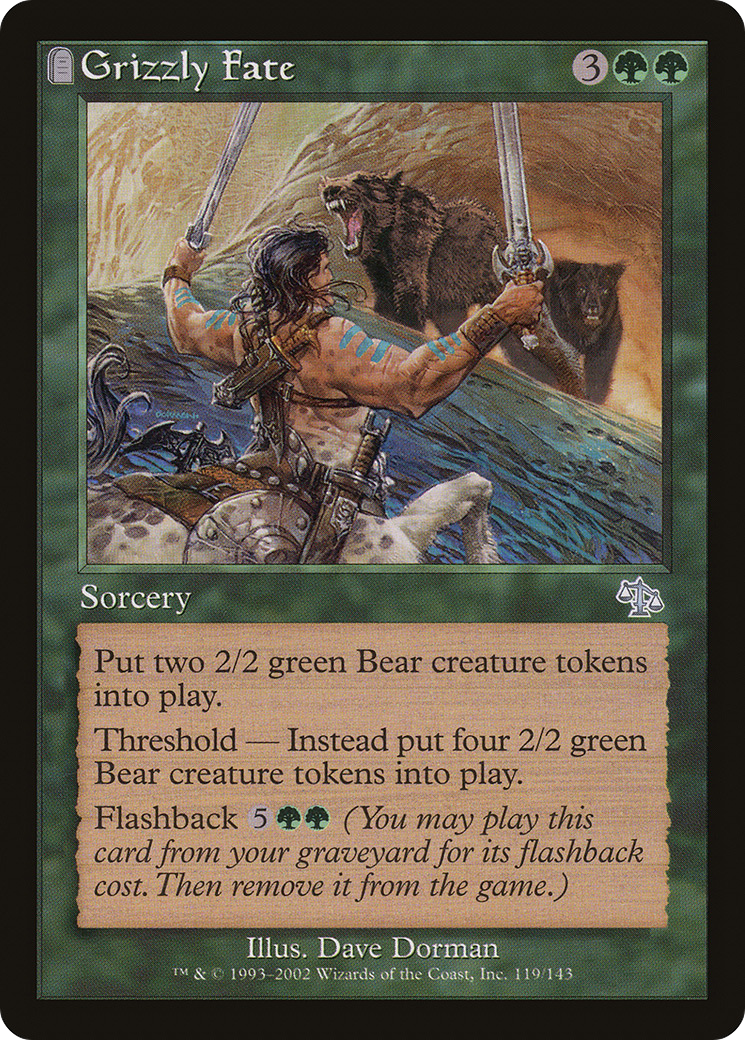 Grizzly Fate 3
Sorcery
Put two 2/2 green Bear creature tokens
into play.
Threshold — Instead put four 2/2 green
Bear creature tokens into play.
Flashback 5 (You may play this
card from your graveyard for its flashback
cost. Then remove it from the game.)
Illus. Dave Dorman
™ & © 1993–2002 Wizards of the Coast, Inc. 119/143